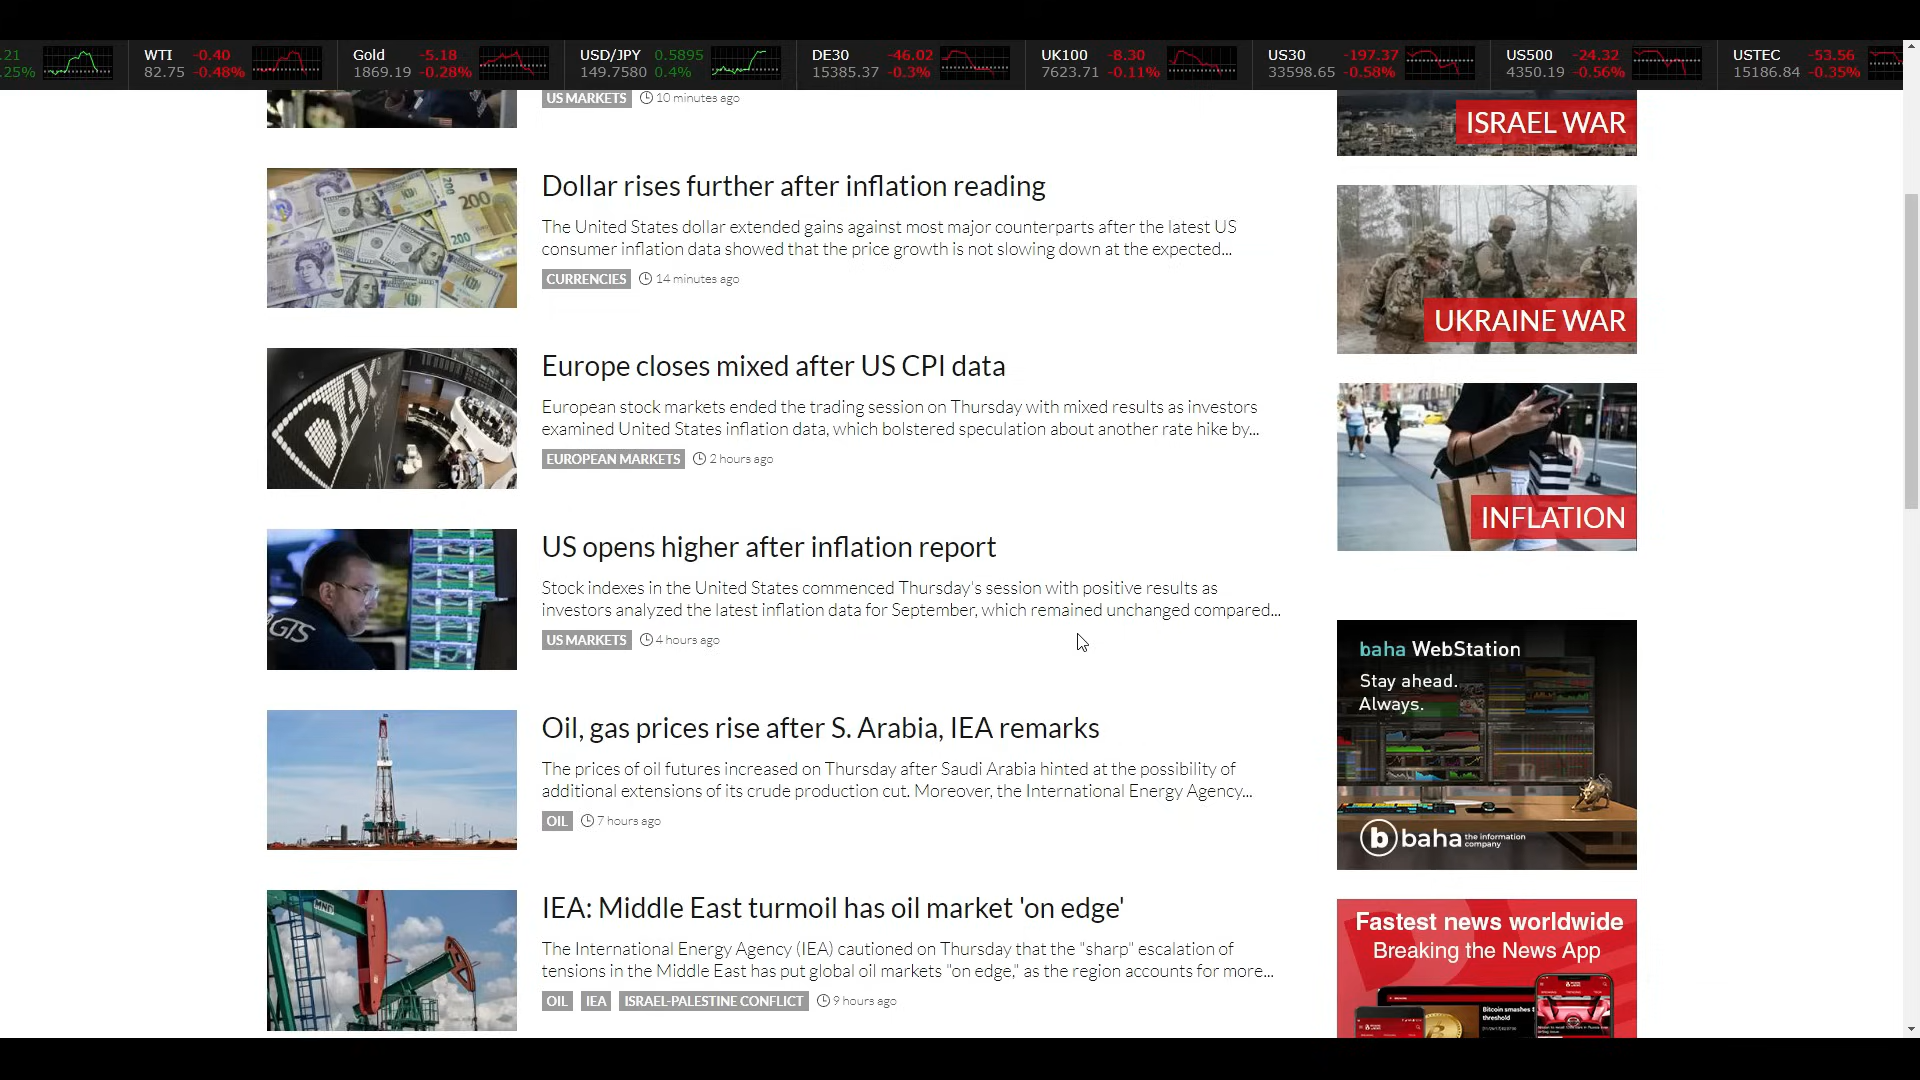 .21
.25%
WTI -0.40
82.75 -0.48%
Gold -5.18
1869.19 -0.28%
USD/JPY 0.5895
149.7580 0.4%
DE30 -46.02
15385.37 -0.3%
UK100 -8.30
7623.71 -0.11%
US30 -197.37
33598.65 -0.58%
US500 -24.32
4350.19 -0.56%
USTEC -53.56
15186.84 -0.35%
US MARKETS 10 minutes ago
Dollar rises further after inflation reading
The United States dollar extended gains against most major counterparts after the latest US
consumer inflation data showed that the price growth is not slowing down at the expected...
CURRENCIES 14 minutes ago
Europe closes mixed after US CPI data
European stock markets ended the trading session on Thursday with mixed results as investors
examined United States inflation data, which bolstered speculation about another rate hike by...
EUROPEAN MARKETS 2 hours ago
DAX
US opens higher after inflation report
Stock indexes in the United States commenced Thursday's session with positive results as
investors analyzed the latest inflation data for September, which remained unchanged compared...
US MARKETS 4 hours ago
GTS
Oil, gas prices rise after S. Arabia, IEA remarks
The prices of oil futures increased on Thursday after Saudi Arabia hinted at the possibility of
additional extensions of its crude production cut. Moreover, the International Energy Agency...
OIL 7 hours ago
IEA: Middle East turmoil has oil market 'on edge'
The International Energy Agency (IEA) cautioned on Thursday that the "sharp" escalation of
tensions in the Middle East has put global oil markets "on edge," as the region accounts for more...
OIL IEA ISRAEL-PALESTINE CONFLICT 9 hours ago
MND
ISRAEL WAR
UKRAINE WAR
INFLATION
baha WebStation
Stay ahead.
Always.
b baha the information
company
Fastest news worldwide
Breaking the News App
Bitcoin smashes
threshold